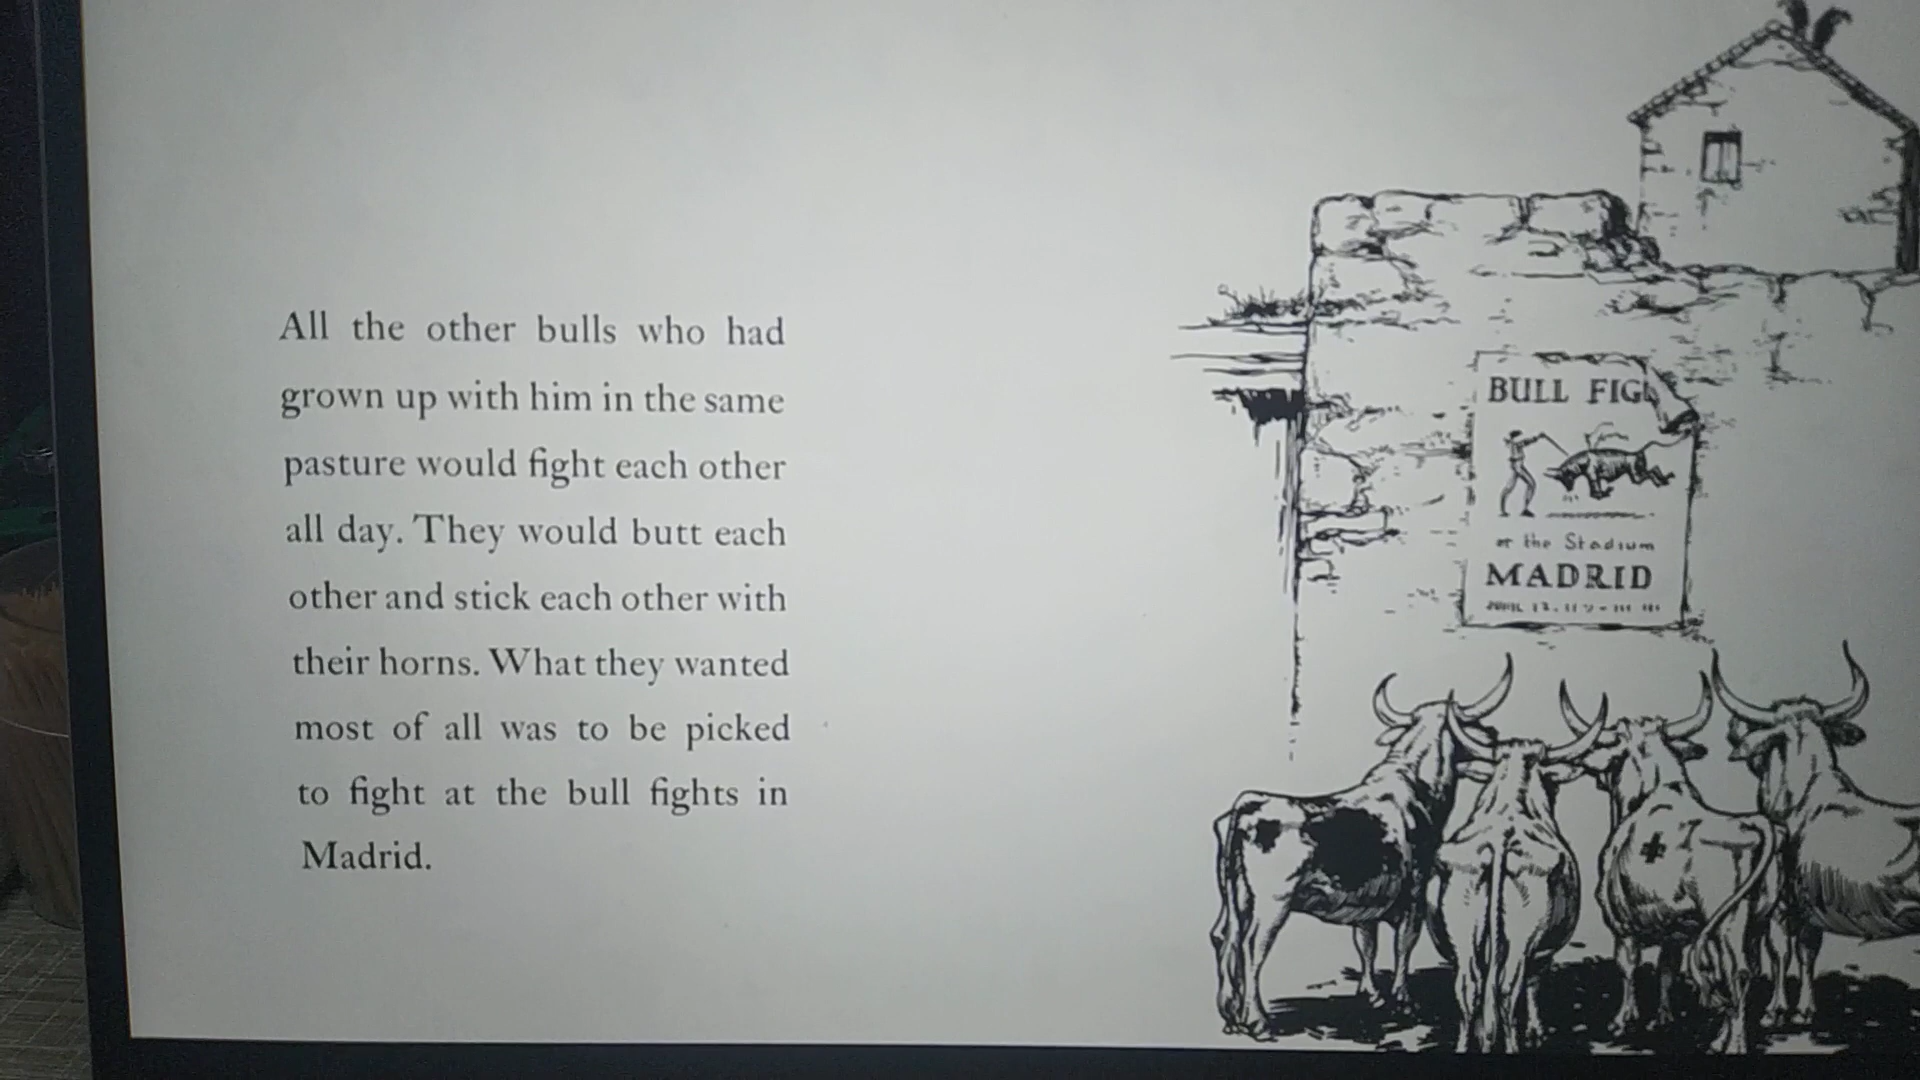 All the other bulls who had
grown up with him in the same
pasture would fight each other
all day. They would butt each
other and stick each other with
their horns. What they wanted
most of all was to be picked
to fight at the bull fights in
Madrid.
BULL FIG
at the Stadium
MADRID